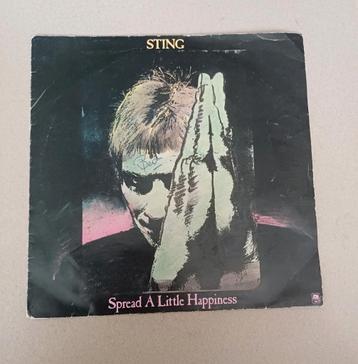 STING
Spread A Little Happiness